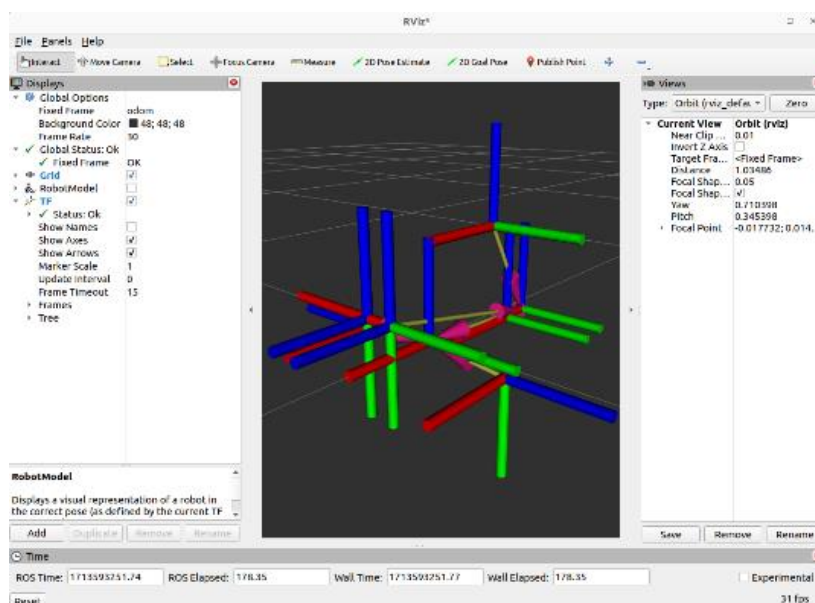 RViz*
File Panels Help
Interact Move Camera Select Focus Camera Measure 2D Pose Estimate 2D Goal Pose Publish Point
Displays
Global Options
Fixed Frame odom
Background Color 48; 48; 48
Frame Rate 30
Global Status: Ok
Fixed Frame OK
Grid
RobotModel
TF
Status: Ok
Show Names
Show Axes
Show Arrows
Marker Scale 1
Update Interval 0
Frame Timeout 15
Frames
Tree
RobotModel
Displays a visual representation of a robot in
the correct pose (as defined by the current TF
Add Duplicate Remove Rename
Views
Type: Orbit (rviz_defau Zero
Current View Orbit (rviz)
Near Clip ... 0.01
Invert Z Axis
Target Fra... <Fixed Frame>
Distance 1.03486
Focal Shap... 0.05
Focal Shap...
Yaw 0.710398
Pitch 0.345398
Focal Point -0.017732; 0.014.
Save Remove Rename
Time
ROS Time: 1713593251.74 ROS Elapsed: 178.35 Wall Time: 1713593251.77 Wall Elapsed: 178.35 Experimental
Reset 31 fps